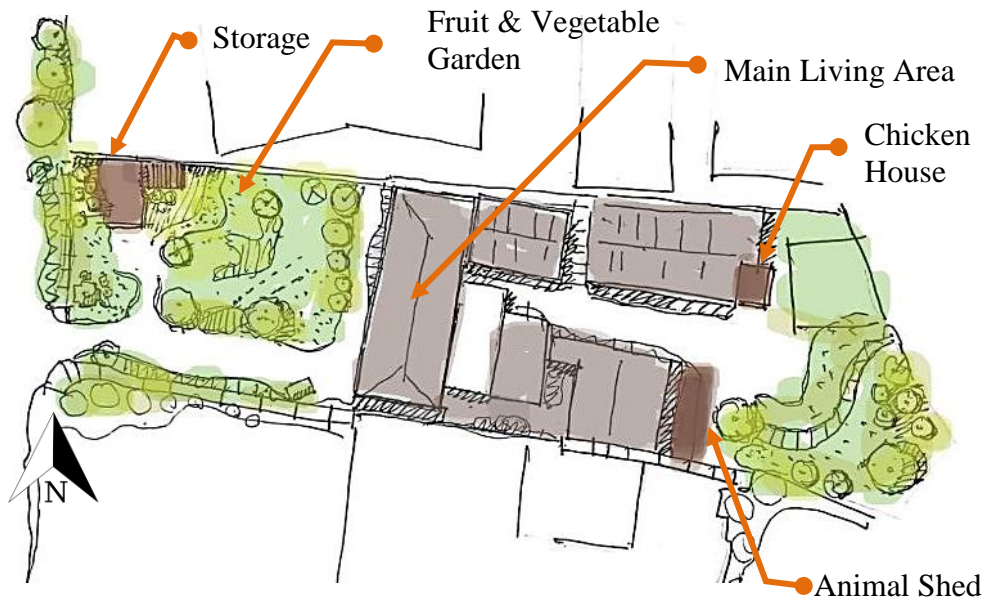 Storage
Fruit & Vegetable
Garden
Main Living Area
Chicken
House
N
Animal Shed